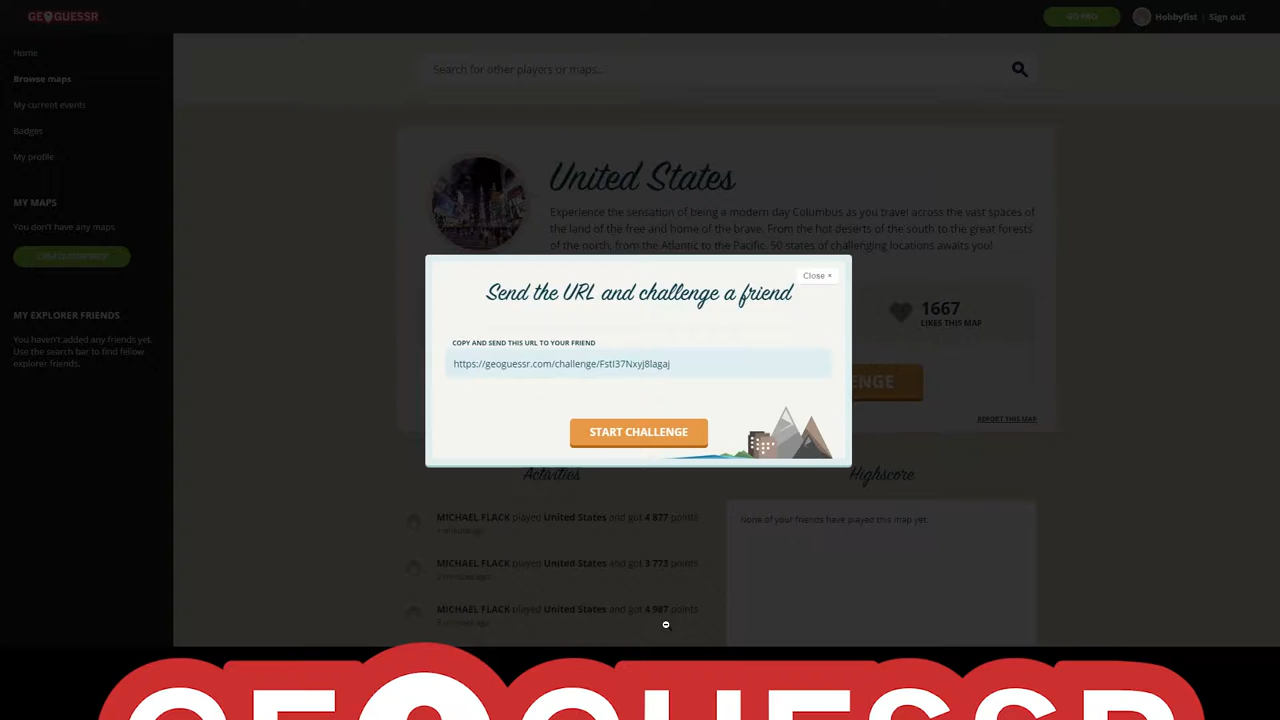 GEOGUESSR
GO PRO
Hobbyfist | Sign out
Home
Browse maps
My current events
Badges
My profile
MY MAPS
You don't have any maps
MY EXPLORER FRIENDS
You haven't added any friends yet.
Use the search bar to find fellow
explorer friends.
Search for other players or maps...
United States
Experience the sensation of being a modern day Columbus as you travel across the vast spaces of
the land of the free and home of the brave. From the hot deserts of the south to the great forests
of the north, from the Atlantic to the Pacific. 50 states of challenging locations awaits you!
1667
LIKES THIS MAP
REPORT THIS MAP
Close ×
Send the URL and challenge a friend
COPY AND SEND THIS URL TO YOUR FRIEND
https://geoguessr.com/challenge/FstI37Nxyj8lagaj
START CHALLENGE
Activities
MICHAEL FLACK played United States and got 4 877 points
MICHAEL FLACK played United States and got 3 773 points
2 minutes ago
MICHAEL FLACK played United States and got 4 987 points
Highscore
None of your friends have played this map yet.
GEOGUESSR